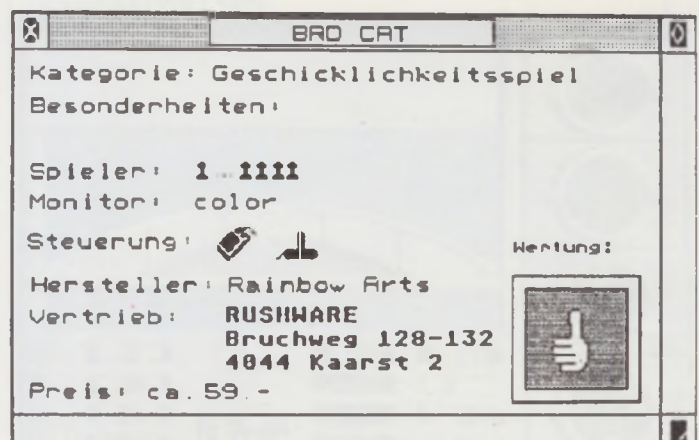 BAD CAT
Kategorie: Geschicklichkeitsspiel
Besonderheiten:
Spieler:
Monitor: color
Steuerung:
Wertung:
Hersteller: Rainbow Arts
Vertrieb: RUSHWARE
Bruchweg 128-132
4044 Kaarst 2
Preis: ca. 59.-